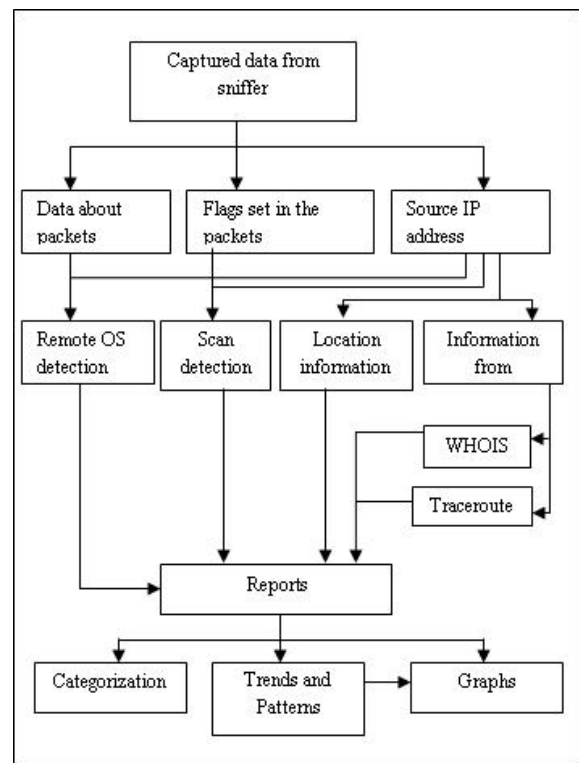 Captured data from
sniffer
Data about
packets
Flags set in the
packets
Source IP
address
Remote OS
detection
Scan
detection
Location
information
Information
from
WHOIS
Traceroute
Reports
Categorization
Trends and
Patterns
Graphs